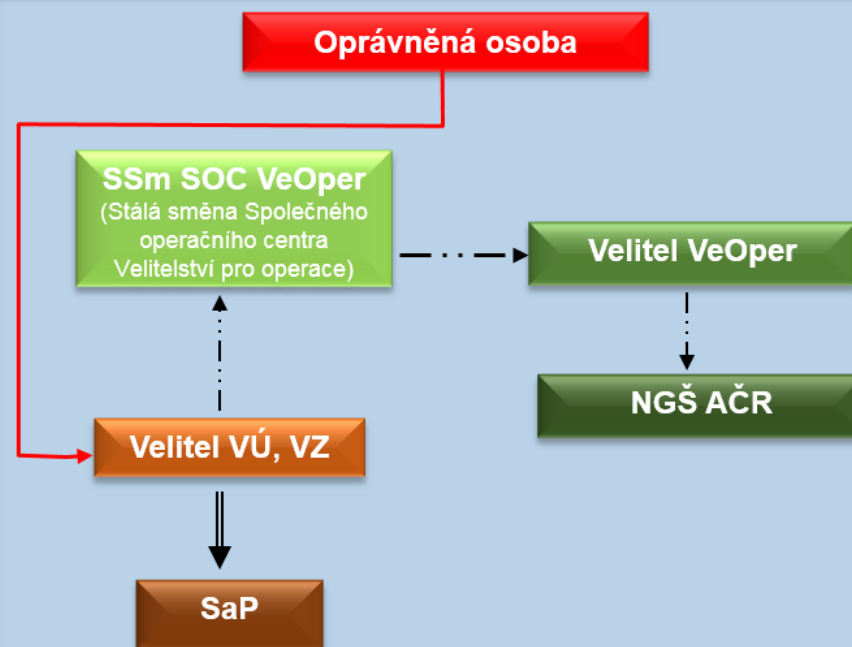 Oprávněná osoba
SSm SOC VeOper
(Stálá směna Společného
operačního centra
Velitelství pro operace)
Velitel VeOper
NGŠ AČR
Velitel VÚ, VZ
SaP